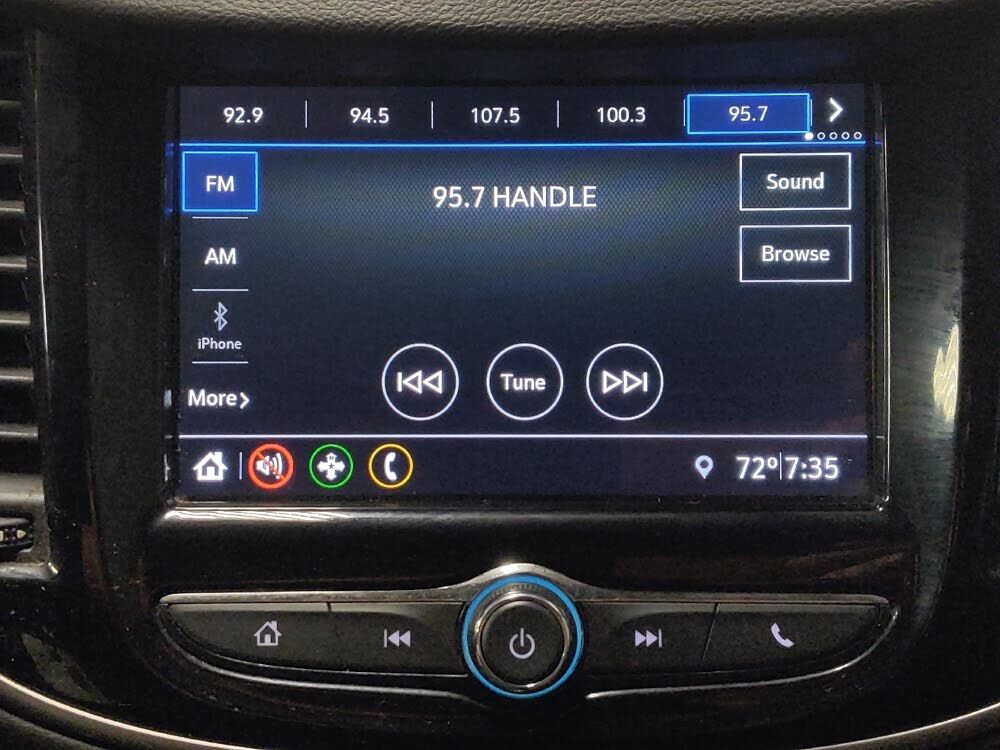 92.9 94.5 107.5 100.3 95.7
FM
95.7 HANDLE
Sound
AM
Browse
iPhone
Tune
More
72° 7:35